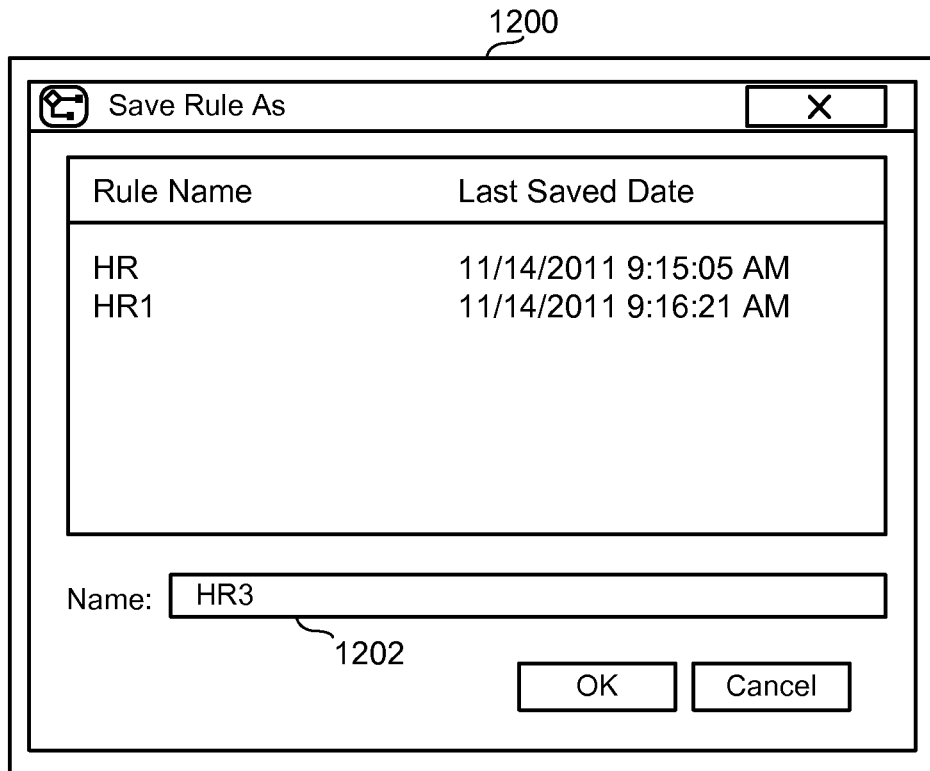 1200
Save Rule As X
Rule Name Last Saved Date
HR 11/14/2011 9:15:05 AM
HR1 11/14/2011 9:16:21 AM
Name: HR3
1202
OK Cancel